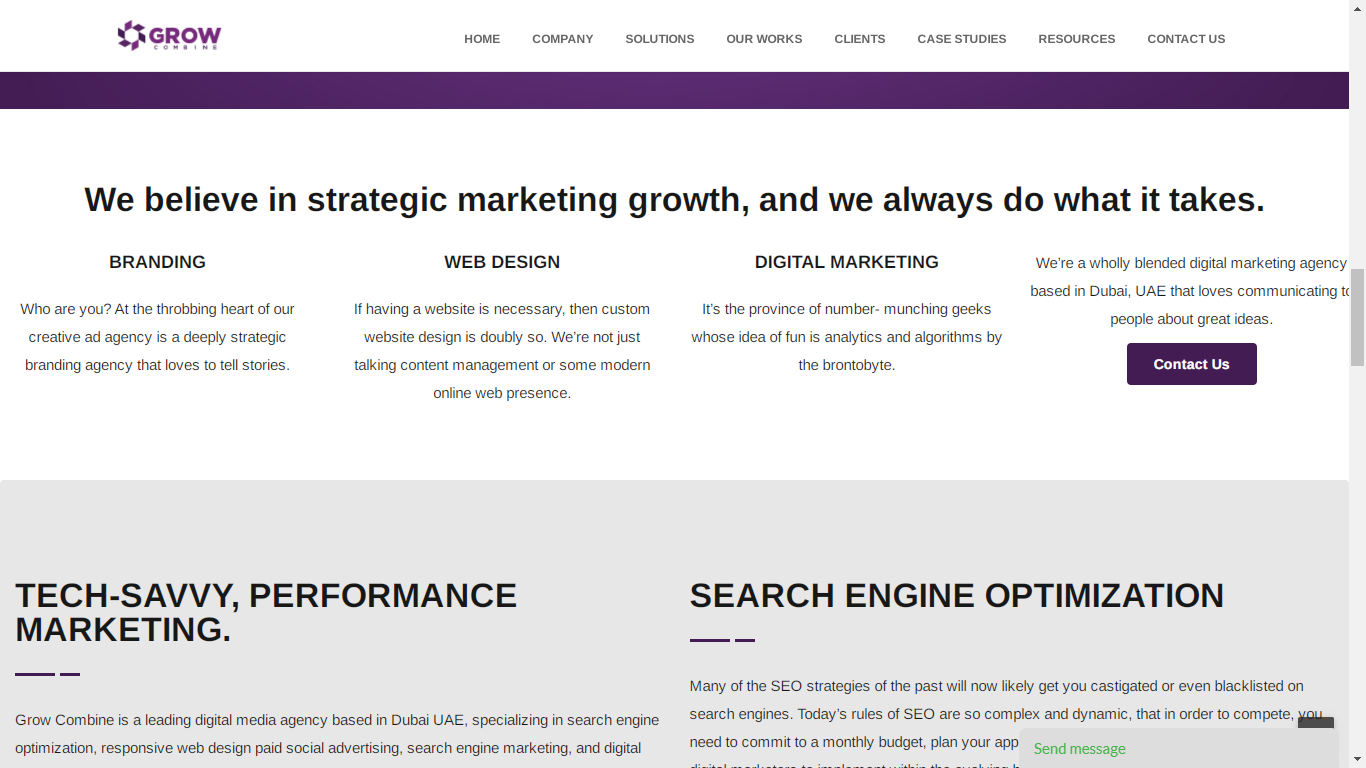 GROW
COMBINE
HOME COMPANY SOLUTIONS OUR WORKS CLIENTS CASE STUDIES RESOURCES CONTACT US
We believe in strategic marketing growth, and we always do what it takes.
BRANDING
Who are you? At the throbbing heart of our
creative ad agency is a deeply strategic
branding agency that loves to tell stories.
WEB DESIGN
If having a website is necessary, then custom
website design is doubly so. We’re not just
talking content management or some modern
online web presence.
DIGITAL MARKETING
It’s the province of number- munching geeks
whose idea of fun is analytics and algorithms by
the brontobyte.
We’re a wholly blended digital marketing agency
based in Dubai, UAE that loves communicating to
people about great ideas.
Contact Us
TECH-SAVVY, PERFORMANCE
MARKETING.
Grow Combine is a leading digital media agency based in Dubai UAE, specializing in search engine
optimization, responsive web design paid social advertising, search engine marketing, and digital
SEARCH ENGINE OPTIMIZATION
Many of the SEO strategies of the past will now likely get you castigated or even blacklisted on
search engines. Today’s rules of SEO are so complex and dynamic, that in order to compete, you
need to commit to a monthly budget, plan your app
Send message